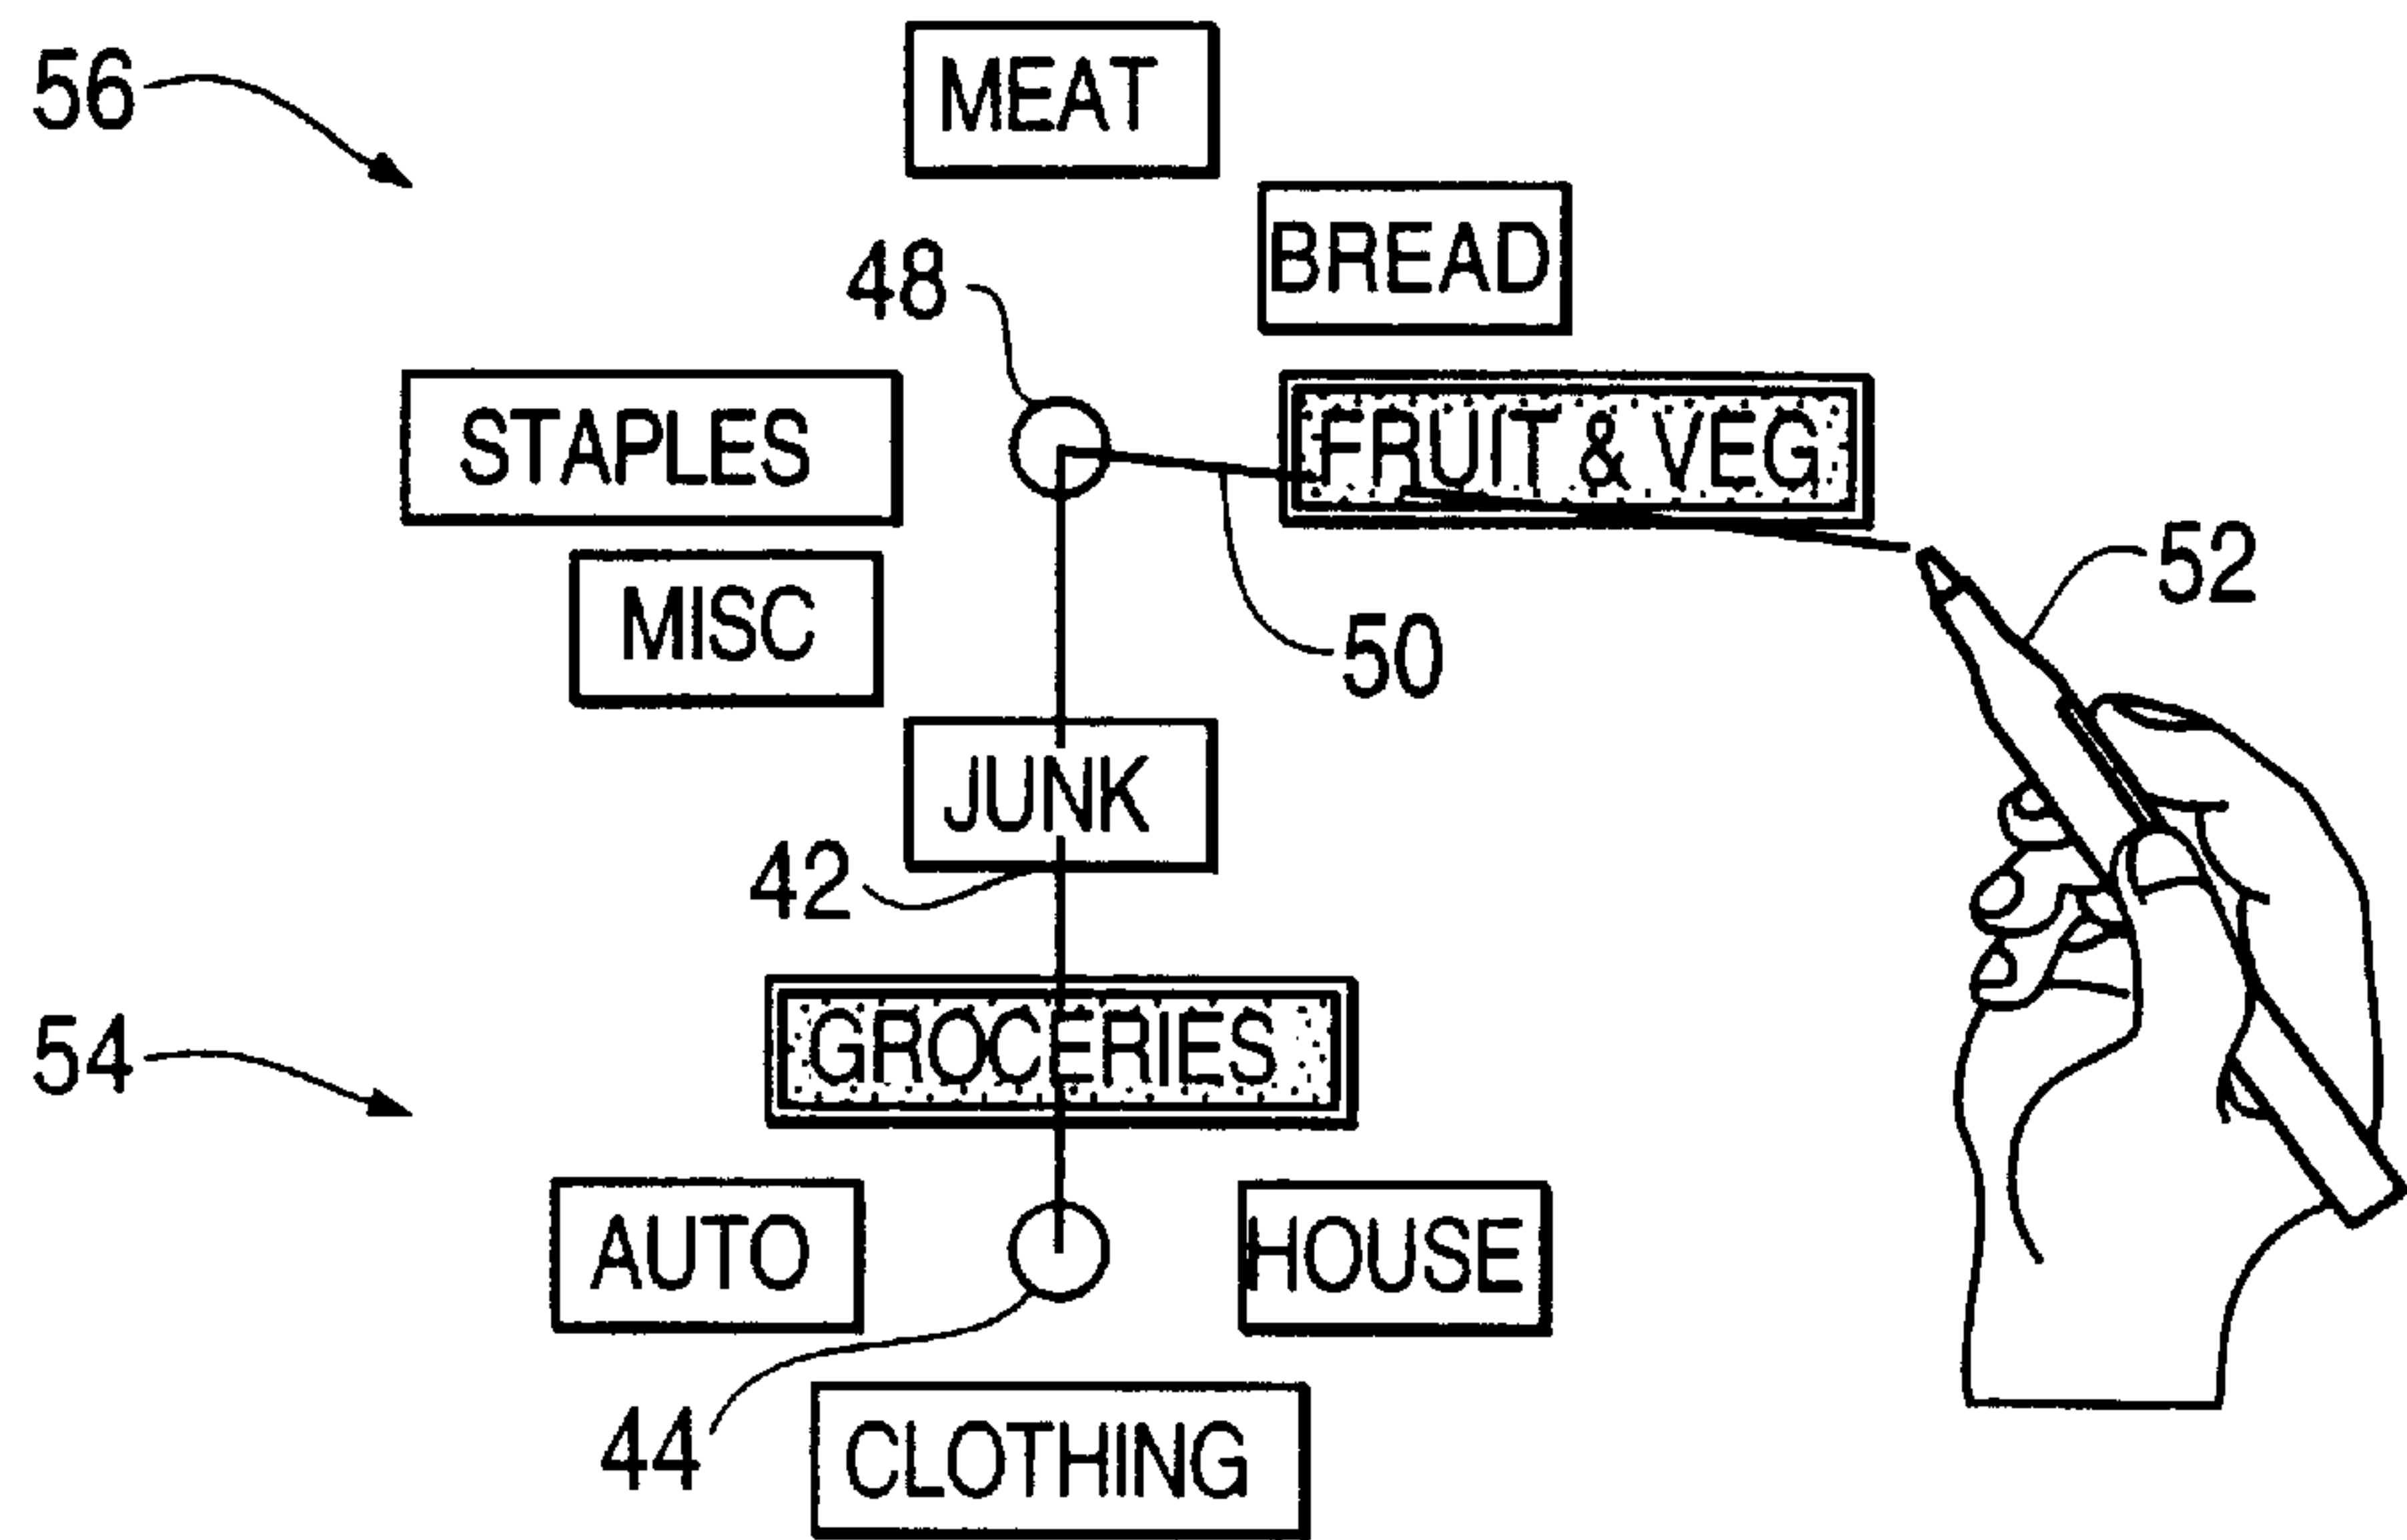 56
MEAT
BREAD
48
STAPLES
FRUIT & VEG
52
MISC
50
JUNK
42
GROCERIES
54
AUTO
HOUSE
44
CLOTHING